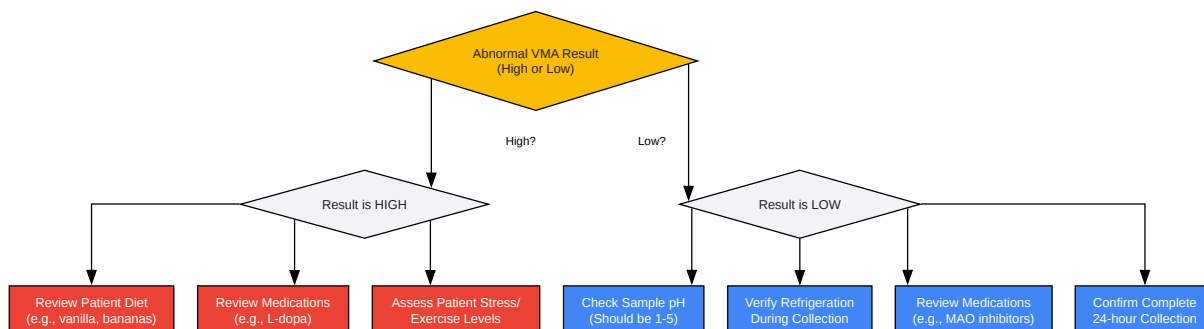 Abnormal VMA Result
(High or Low)
High?
Low?
Result is HIGH
Result is LOW
Review Patient Diet
(e.g., vanilla, bananas)
Review Medications
(e.g., L-dopa)
Assess Patient Stress/
Exercise Levels
Check Sample pH
(Should be 1-5)
Verify Refrigeration
During Collection
Review Medications
(e.g., MAO inhibitors)
Confirm Complete
24-hour Collection